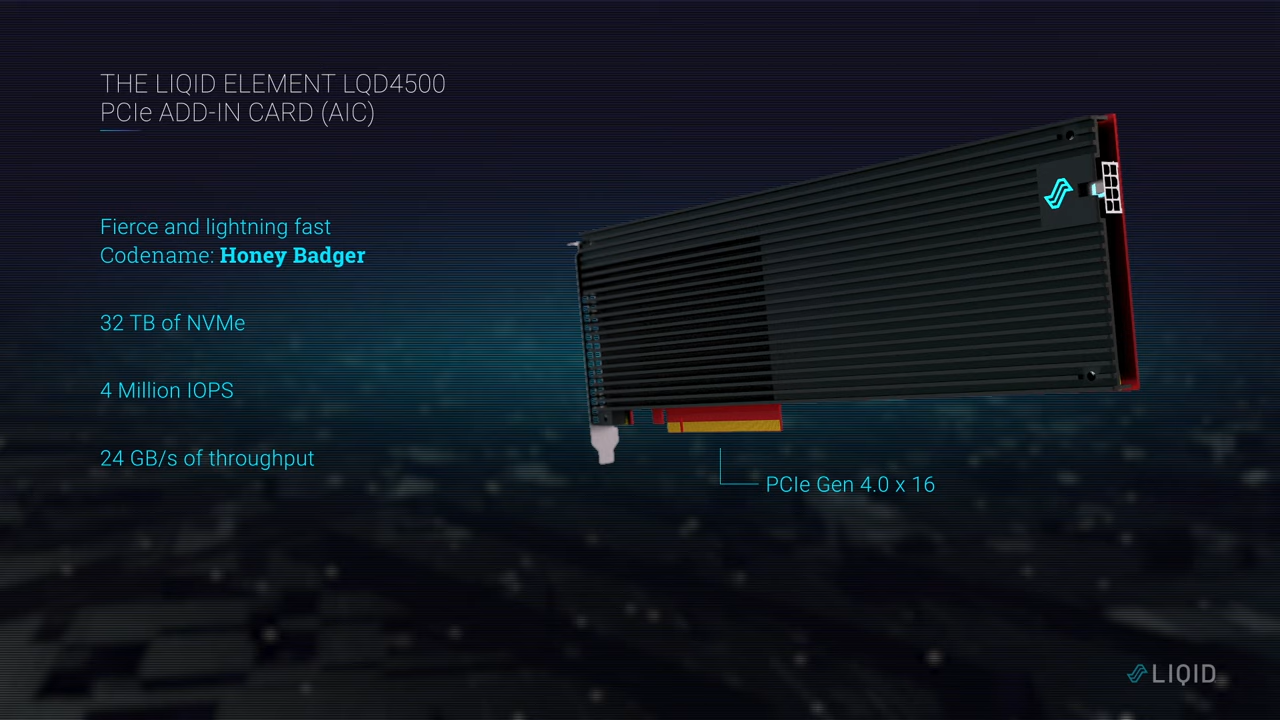 THE LIQID ELEMENT LQD4500
PCIe ADD-IN CARD (AIC)
Fierce and lightning fast
Codename: Honey Badger
32 TB of NVMe
4 Million IOPS
24 GB/s of throughput
PCIe Gen 4.0 x 16
LIQID